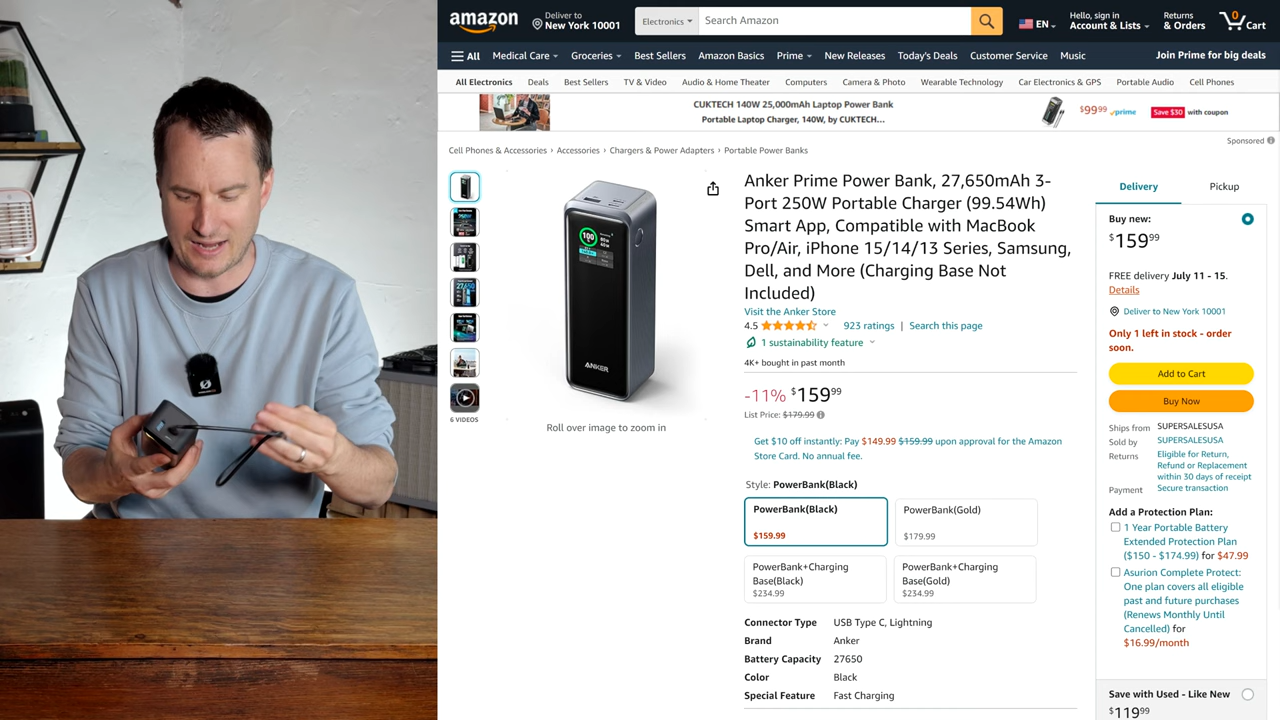 amazon
Deliver to
New York 10001
Electronics
Search Amazon
EN
Hello, sign in
Account & Lists
Returns
& Orders
0
Cart
All
Medical Care
Groceries
Best Sellers
Amazon Basics
Prime
New Releases
Today's Deals
Customer Service
Music
Join Prime for big deals
All Electronics
Deals
Best Sellers
TV & Video
Audio & Home Theater
Computers
Camera & Photo
Wearable Technology
Car Electronics & GPS
Portable Audio
Cell Phones
CUKTECH 140W 25,000mAh Laptop Power Bank
Portable Laptop Charger, 140W, by CUKTECH...
$99⁹⁹ prime
Save $30 with coupon
Sponsored
Cell Phones & Accessories › Accessories › Chargers & Power Adapters › Portable Power Banks
6 VIDEOS
100
ANKER
Roll over image to zoom in
Anker Prime Power Bank, 27,650mAh 3-
Port 250W Portable Charger (99.54Wh)
Smart App, Compatible with MacBook
Pro/Air, iPhone 15/14/13 Series, Samsung,
Dell, and More (Charging Base Not
Included)
Visit the Anker Store
4.5
923 ratings | Search this page
1 sustainability feature
4K+ bought in past month
-11% $159⁹⁹
List Price: $179.99
Get $10 off instantly: Pay $149.99 $159.99 upon approval for the Amazon
Store Card. No annual fee.
Style: PowerBank(Black)
PowerBank(Black)
$159.99
PowerBank(Gold)
$179.99
PowerBank+Charging
Base(Black)
$234.99
PowerBank+Charging
Base(Gold)
$234.99
Connector Type USB Type C, Lightning
Brand Anker
Battery Capacity 27650
Color Black
Special Feature Fast Charging
Delivery
Pickup
Buy new:
$159⁹⁹
FREE delivery July 11 - 15.
Details
Deliver to New York 10001
Only 1 left in stock - order
soon.
Add to Cart
Buy Now
Ships from SUPERSALESUSA
Sold by SUPERSALESUSA
Returns Eligible for Return,
Refund or Replacement
within 30 days of receipt
Payment Secure transaction
Add a Protection Plan:
1 Year Portable Battery
Extended Protection Plan
($150 - $174.99) for $47.99
Asurion Complete Protect:
One plan covers all eligible
past and future purchases
(Renews Monthly Until
Cancelled) for
$16.99/month
Save with Used - Like New
$119⁹⁹